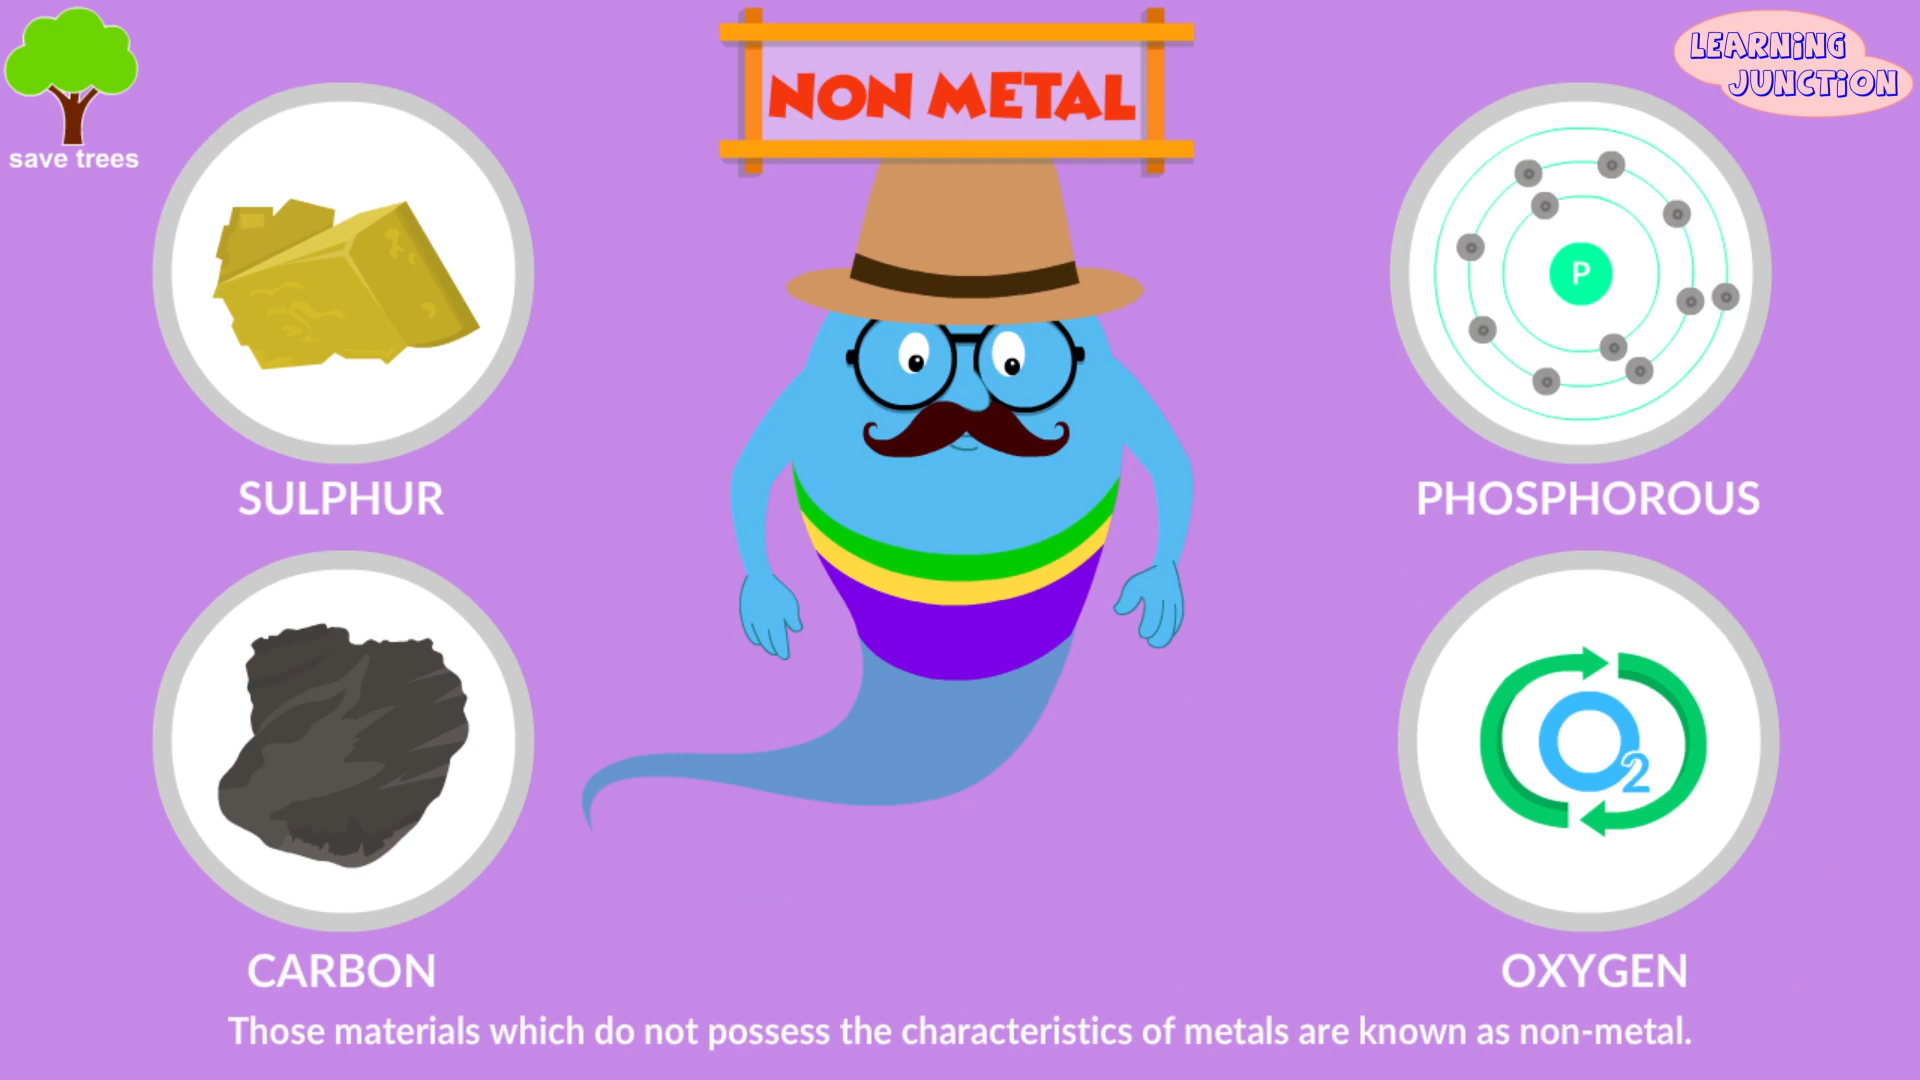 NON METAL
LEARNING
JUNCTION
save trees
P
SULPHUR
PHOSPHOROUS
O2
CARBON
OXYGEN
Those materials which do not possess the characteristics of metals are known as non-metal.